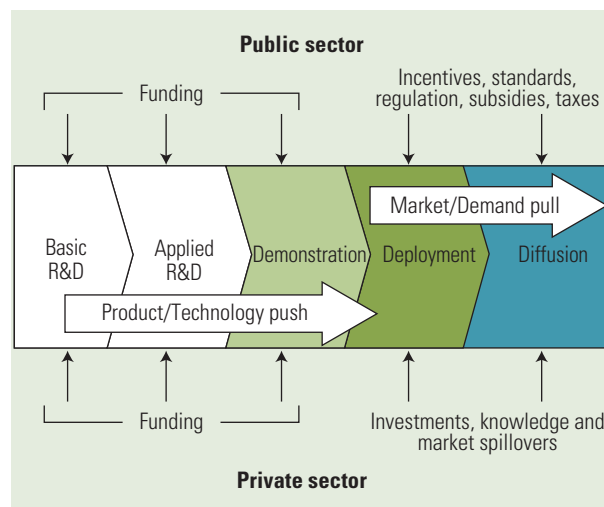 Public sector
Funding
Incentives, standards,
regulation, subsidies, taxes
Market/Demand pull
Basic
R&D
Applied
R&D
Demonstration
Deployment
Diffusion
Product/Technology push
Funding
Investments, knowledge and
market spillovers
Private sector